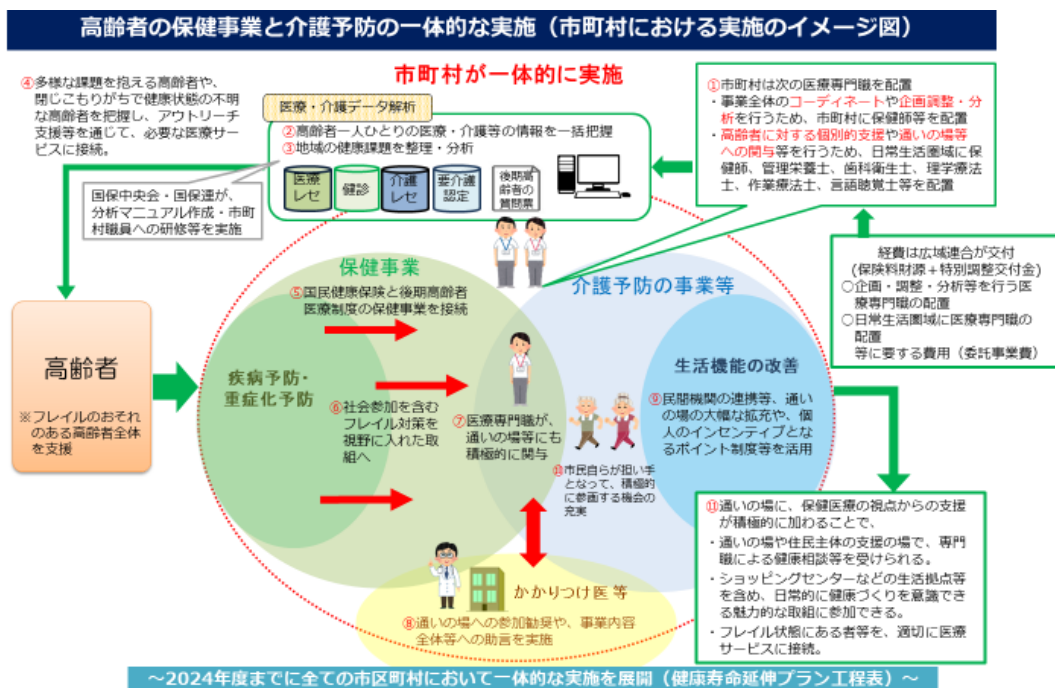 高齢者の保健事業と介護予防の一体的な実施（市町村における実施のイメージ図）
市町村が一体的に実施
④多様な課題を抱える高齢者や、
閉じこもりがちで健康状態の不明
な高齢者を把握し、アウトリーチ
支援等を通じて、必要な医療サー
ビスに接続。
医療・介護データ解析
②高齢者一人ひとりの医療・介護等の情報を一括把握
③地域の健康課題を整理・分析
医療
レセ
健診
介護
レセ
要介護
認定
後期高
齢者の
質問票
国保中央会・国保連が、
分析マニュアル作成・市町
村職員への研修等を実施
①市町村は次の医療専門職を配置
・事業全体のコーディネートや企画調整・分
析を行うため、市町村に保健師等を配置
・高齢者に対する個別的支援や通いの場等
への関与等を行うため、日常生活圏域に保
健師、管理栄養士、歯科衛生士、理学療法
士、作業療法士、言語聴覚士等を配置
経費は広域連合が交付
(保険料財源＋特別調整交付金)
○企画・調整・分析等を行う医
療専門職の配置
○日常生活圏域に医療専門職の
配置
等に要する費用（委託事業費）
高齢者
※フレイルのおそれ
のある高齢者全体
を支援
保健事業
⑤国民健康保険と後期高齢者
医療制度の保健事業を接続
疾病予防・
重症化予防
⑥社会参加を含む
フレイル対策を
視野に入れた取
組へ
⑦医療専門職が、
通いの場等にも
積極的に関与
介護予防の事業等
生活機能の改善
⑨民間機関の連携等、通い
の場の大幅な拡充や、個
人のインセンティブとな
るポイント制度等を活用
⑩市民自らが担い手
となって、積極的
に参画する機会の
充実
かかりつけ医 等
⑧通いの場への参加勧奨や、事業内容
全体等への助言を実施
⑪通いの場に、保健医療の視点からの支援
が積極的に加わることで、
・通いの場や住民主体の支援の場で、専門
職による健康相談等を受けられる。
・ショッピングセンターなどの生活拠点等
を含め、日常的に健康づくりを意識でき
る魅力的な取組に参加できる。
・フレイル状態にある者等を、適切に医療
サービスに接続。
～2024年度までに全ての市区町村において一体的な実施を展開（健康寿命延伸プラン工程表）～